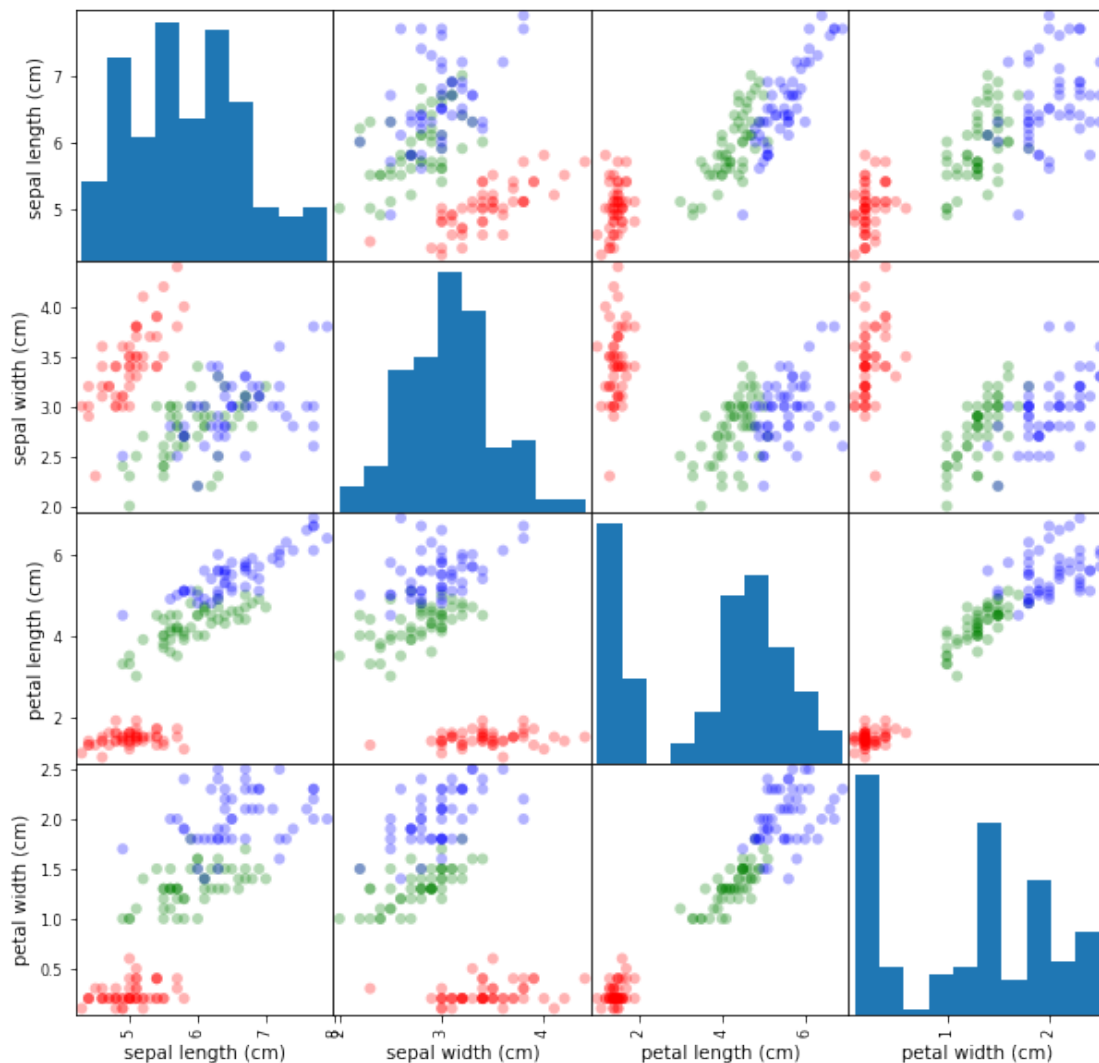 sepal length (cm)
7
6
5
sepal width (cm)
4.0
3.5
3.0
2.5
2.0
petal length (cm)
6
4
2
petal width (cm)
2.5
2.0
1.5
1.0
0.5
5 6 7 8 2 3 4 2 4 6 1 2
sepal length (cm) sepal width (cm) petal length (cm) petal width (cm)